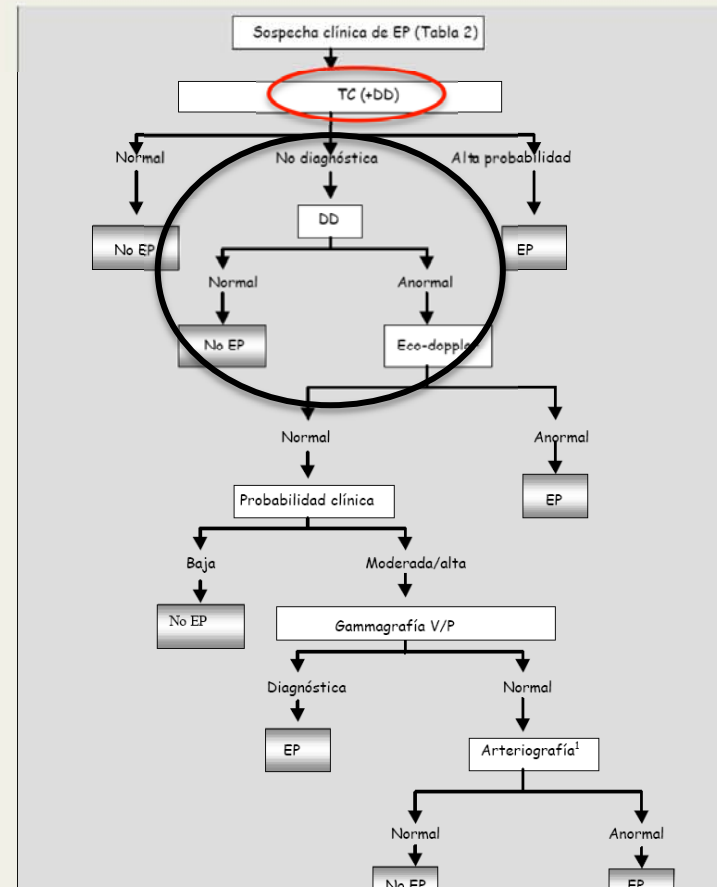 Sospecha clínica de EP (Tabla 2)
TC (+DD)
Normal
No diagnóstica
Alta probabilidad
No EP
DD
EP
Normal
Anormal
No EP
Eco-doppler
Normal
Anormal
Probabilidad clínica
EP
Baja
Moderada/alta
No EP
Gammagrafía V/P
Diagnóstica
Normal
EP
Arteriografía¹
Normal
Anormal
No EP
EP